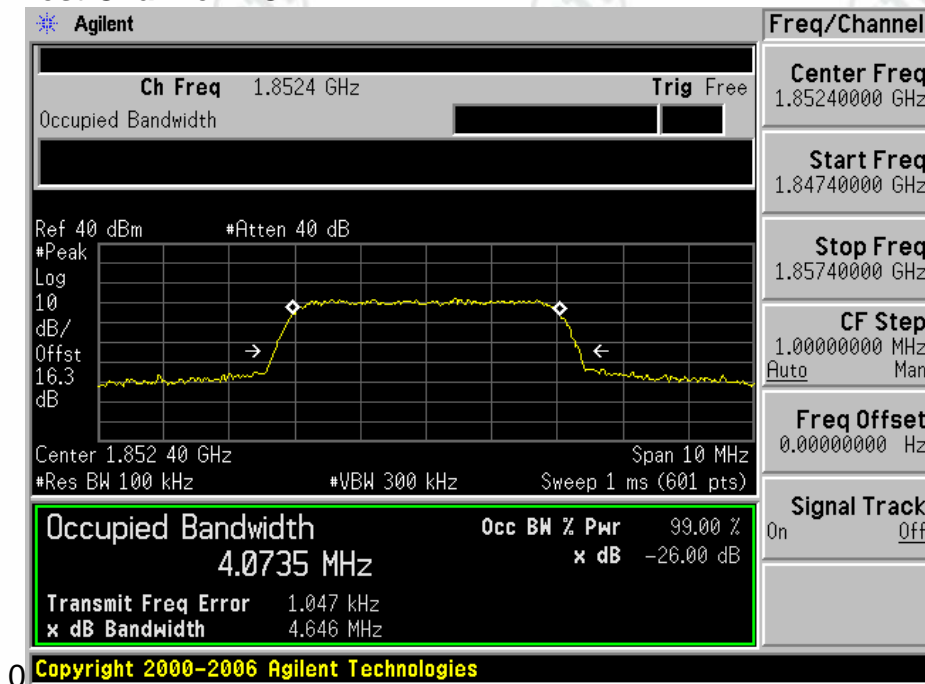 Agilent
Freq/Channel
Ch Freq 1.8524 GHz Trig Free
Occupied Bandwidth
Center Freq
1.85240000 GHz
Start Freq
1.84740000 GHz
Stop Freq
1.85740000 GHz
CF Step
1.00000000 MHz
Auto Man
Freq Offset
0.00000000 Hz
Signal Track
On Off
Ref 40 dBm #Atten 40 dB
#Peak
Log
10
dB/
Offst
16.3
dB
Center 1.852 40 GHz Span 10 MHz
#Res BW 100 kHz #VBW 300 kHz Sweep 1 ms (601 pts)
Occupied Bandwidth Occ BW % Pwr 99.00 %
4.0735 MHz x dB -26.00 dB
Transmit Freq Error 1.047 kHz
x dB Bandwidth 4.646 MHz
0
Copyright 2000-2006 Agilent Technologies